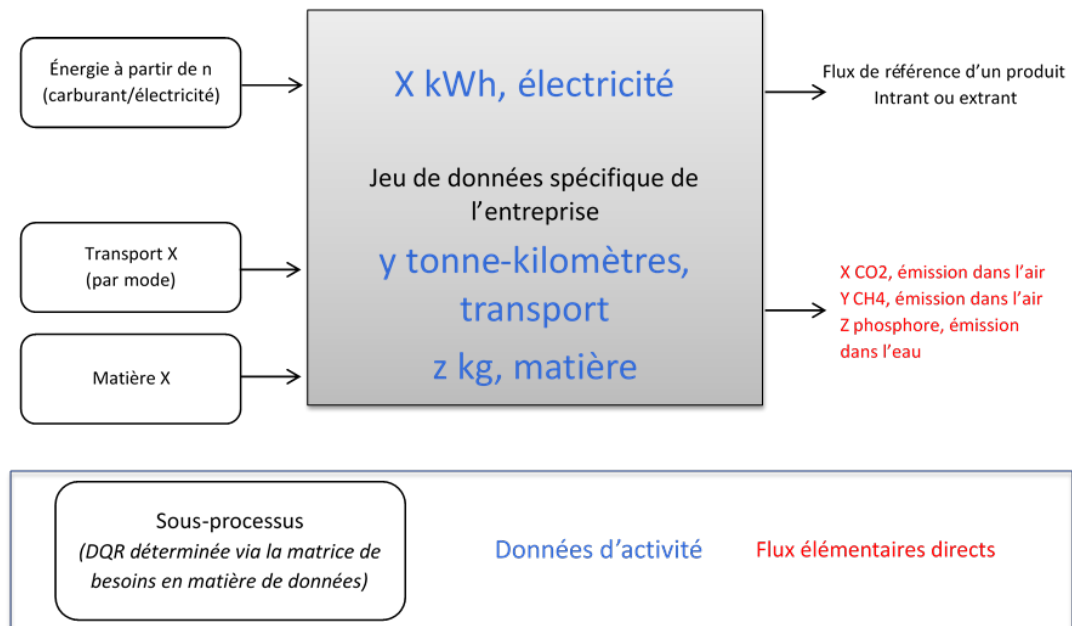 Énergie à partir de n
(carburant/électricité)
X kWh, électricité
Flux de référence d’un produit
Intrant ou extrant
Jeu de données spécifique de
l’entreprise
Transport X
(par mode)
y tonne-kilomètres,
transport
X CO2, émission dans l’air
Y CH4, émission dans l’air
Z phosphore, émission
dans l’eau
Matière X
z kg, matière
Sous-processus
(DQR déterminée via la matrice de
besoins en matière de données)
Données d’activité
Flux élémentaires directs